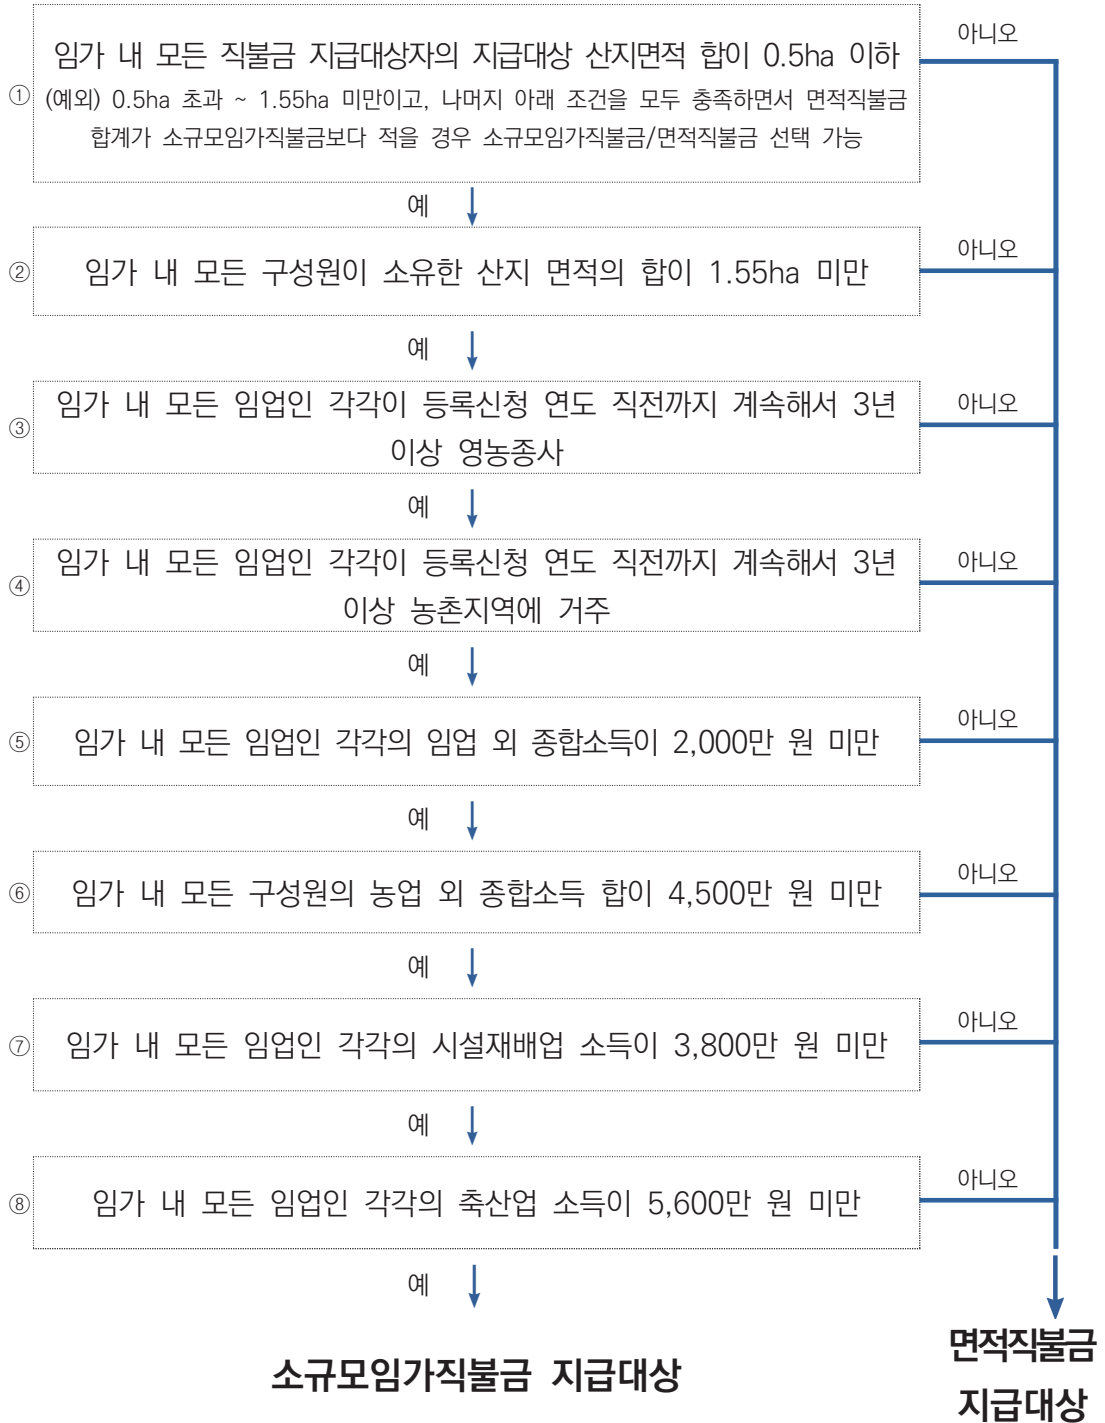 아니오
임가 내 모든 직불금 지급대상자의 지급대상 산지면적 합이 0.5ha 이하
① (예외) 0.5ha 초과 ~ 1.55ha 미만이고, 나머지 아래 조건을 모두 충족하면서 면적직불금
합계가 소규모임가직불금보다 적을 경우 소규모임가직불금/면적직불금 선택 가능
예
아니오
② 임가 내 모든 구성원이 소유한 산지 면적의 합이 1.55ha 미만
예
아니오
③ 임가 내 모든 임업인 각각이 등록신청 연도 직전까지 계속해서 3년
이상 영농종사
예
아니오
④ 임가 내 모든 임업인 각각이 등록신청 연도 직전까지 계속해서 3년
이상 농촌지역에 거주
예
아니오
⑤ 임가 내 모든 임업인 각각의 임업 외 종합소득이 2,000만 원 미만
예
아니오
⑥ 임가 내 모든 구성원의 농업 외 종합소득 합이 4,500만 원 미만
예
아니오
⑦ 임가 내 모든 임업인 각각의 시설재배업 소득이 3,800만 원 미만
예
아니오
⑧ 임가 내 모든 임업인 각각의 축산업 소득이 5,600만 원 미만
예
소규모임가직불금 지급대상
면적직불금
지급대상